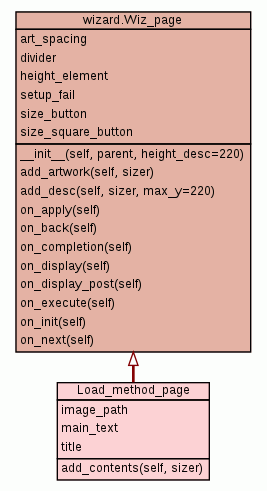 wizard.Wiz_page
art_spacing
divider
height_element
setup_fail
size_button
size_square_button
__init__(self, parent, height_desc=220)
add_artwork(self, sizer)
add_desc(self, sizer, max_y=220)
on_apply(self)
on_back(self)
on_completion(self)
on_display(self)
on_display_post(self)
on_execute(self)
on_init(self)
on_next(self)
Load_method_page
image_path
main_text
title
add_contents(self, sizer)